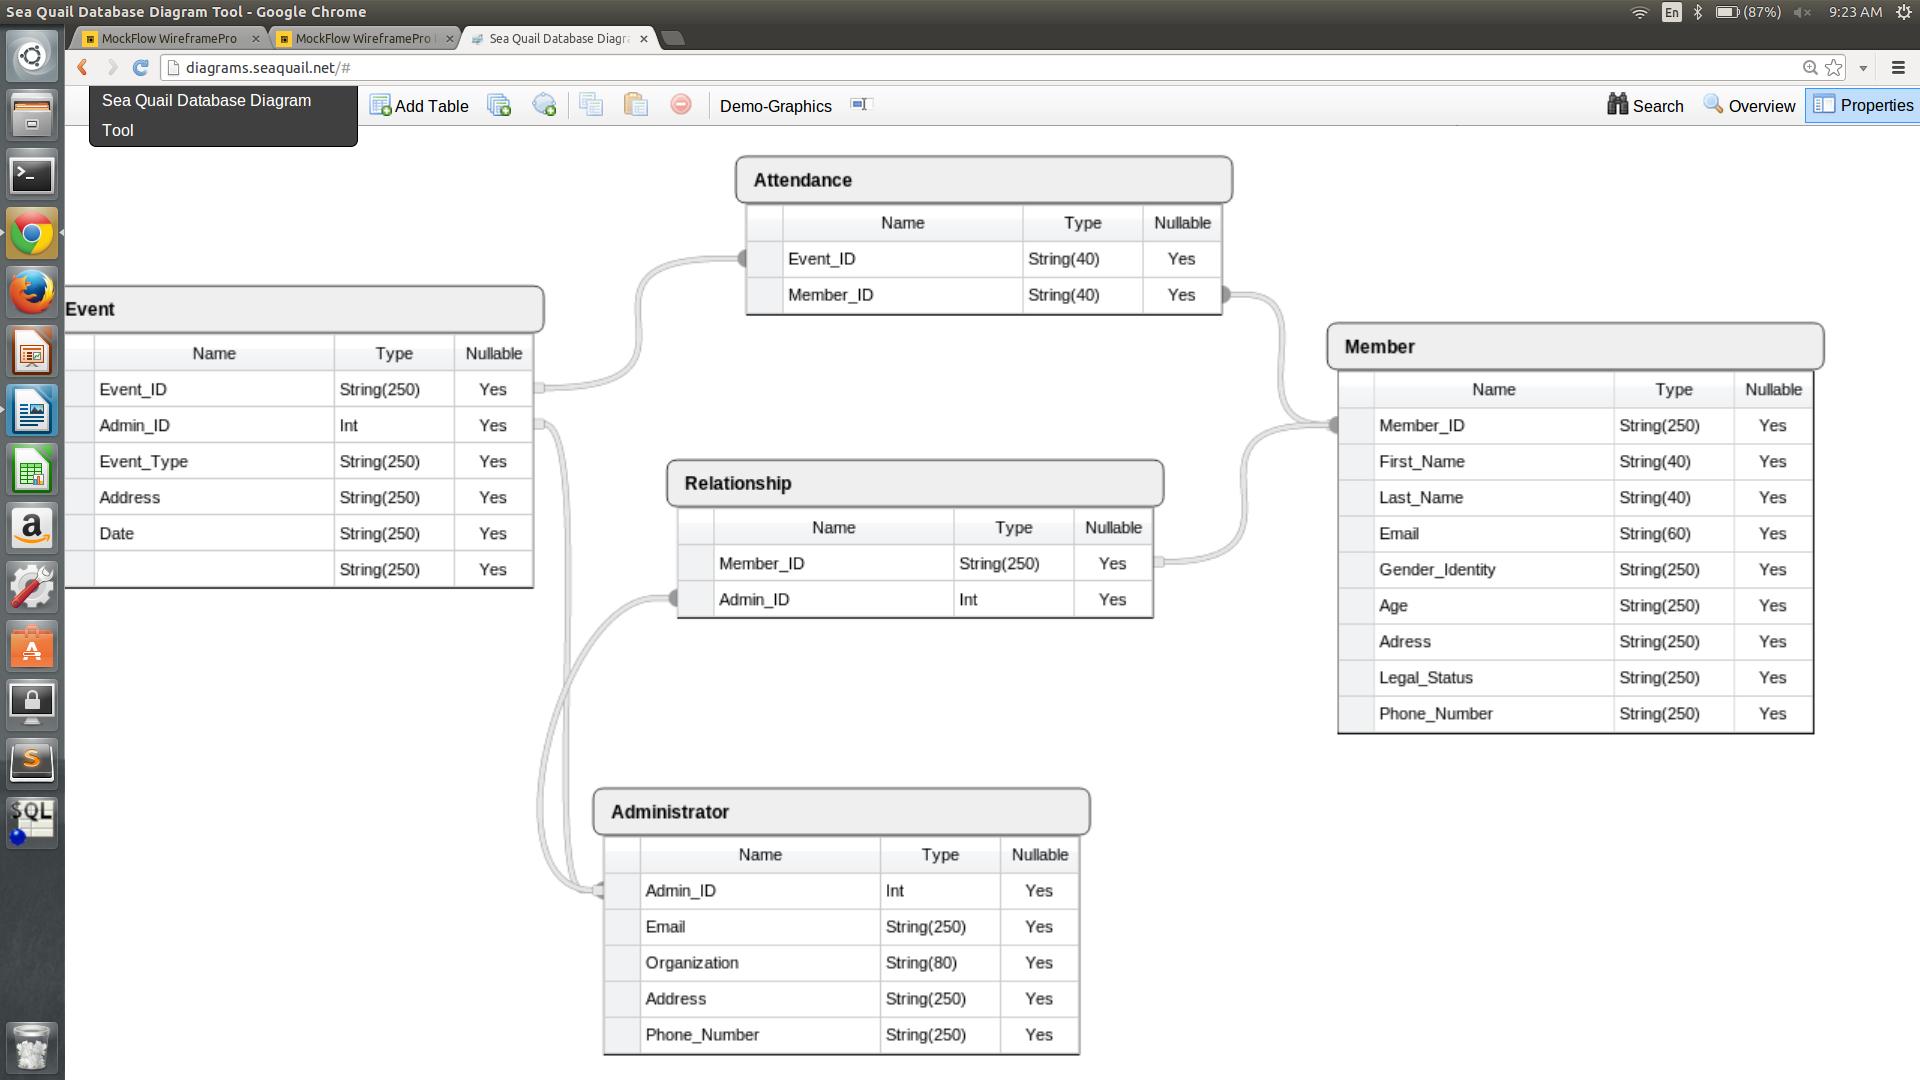 Sea Quail Database Diagram Tool - Google Chrome
En (87%) 9:23 AM
MockFlow WireframePro × MockFlow WireframePro × Sea Quail Database Diagr ×
diagrams.seaquail.net/#
Sea Quail Database Diagram
Tool
Add Table Demo-Graphics Search Overview Properties
Attendance
Name Type Nullable
Event_ID String(40) Yes
Member_ID String(40) Yes
Event
Name Type Nullable
Event_ID String(250) Yes
Admin_ID Int Yes
Event_Type String(250) Yes
Address String(250) Yes
Date String(250) Yes
String(250) Yes
Member
Name Type Nullable
Member_ID String(250) Yes
First_Name String(40) Yes
Last_Name String(40) Yes
Email String(60) Yes
Gender_Identity String(250) Yes
Age String(250) Yes
Adress String(250) Yes
Legal_Status String(250) Yes
Phone_Number String(250) Yes
Relationship
Name Type Nullable
Member_ID String(250) Yes
Admin_ID Int Yes
Administrator
Name Type Nullable
Admin_ID Int Yes
Email String(250) Yes
Organization String(80) Yes
Address String(250) Yes
Phone_Number String(250) Yes
a
A
S
SQL